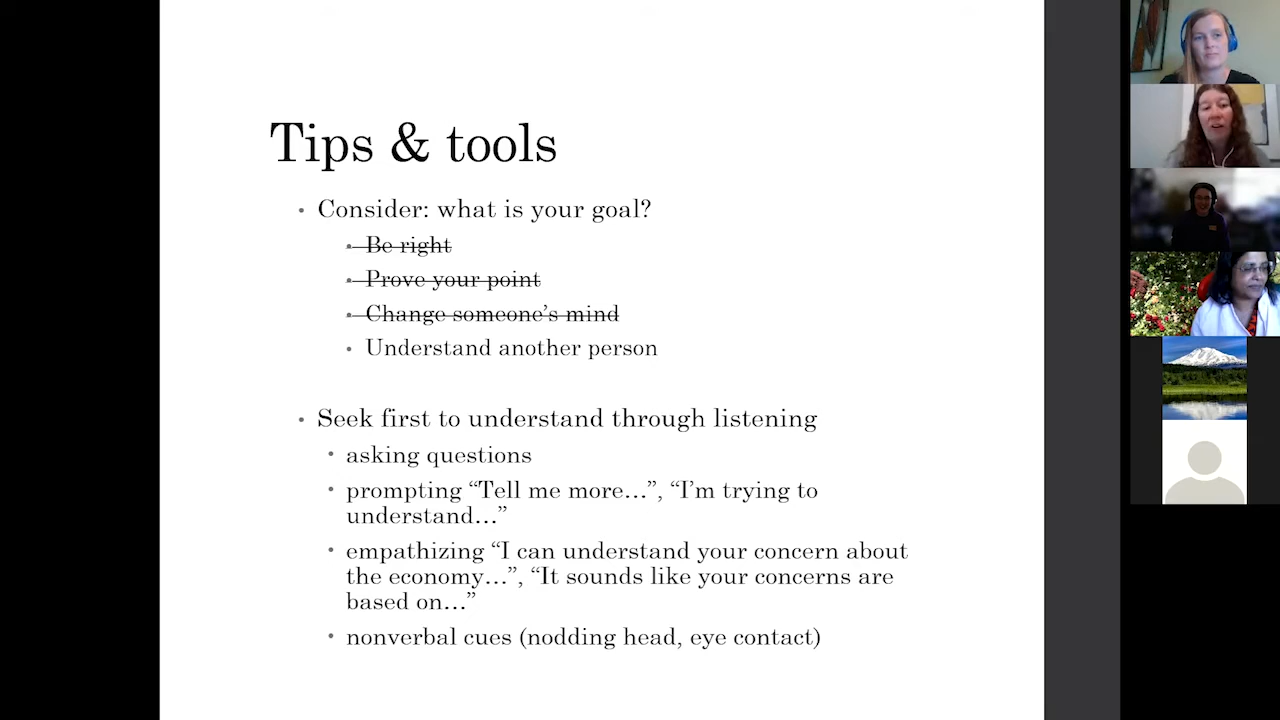 Tips & tools
• Consider: what is your goal?
• Be right
• Prove your point
• Change someone’s mind
• Understand another person
• Seek first to understand through listening
• asking questions
• prompting “Tell me more…”, “I’m trying to
understand…”
• empathizing “I can understand your concern about
the economy…”, “It sounds like your concerns are
based on…”
• nonverbal cues (nodding head, eye contact)